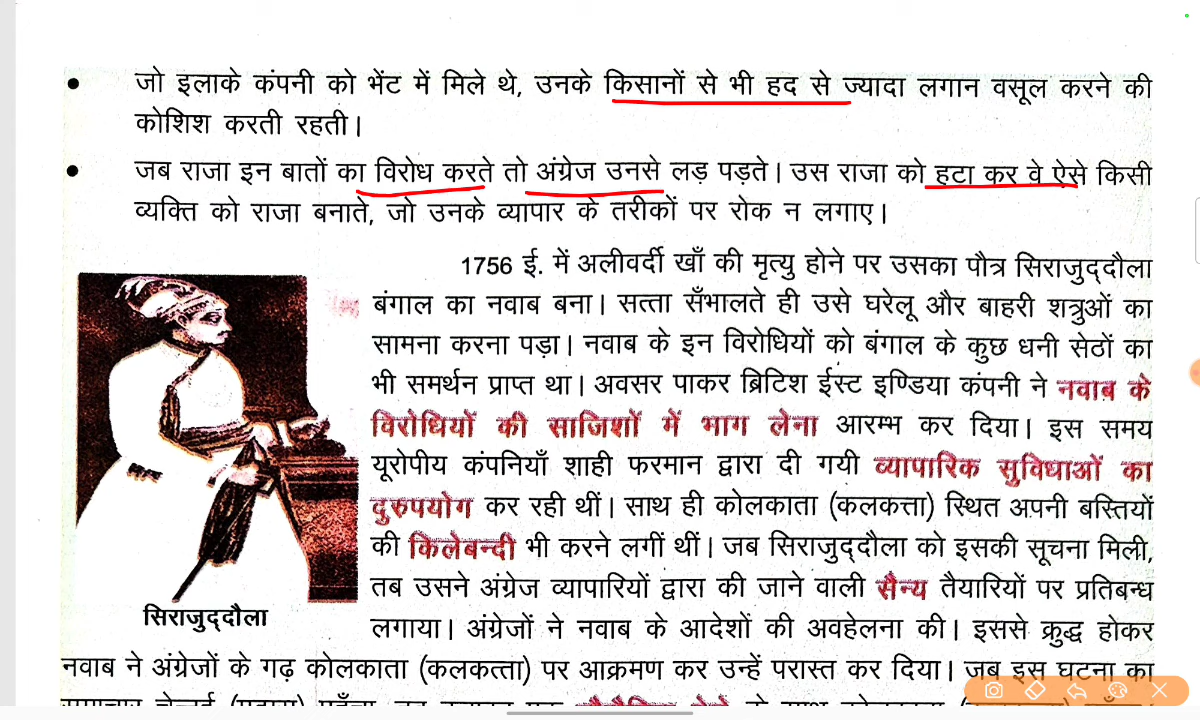 • जो इलाके कंपनी को भेंट में मिले थे, उनके किसानों से भी हद से ज्यादा लगान वसूल करने की
कोशिश करती रहती।
• जब राजा इन बातों का विरोध करते तो अंग्रेज उनसे लड़ पड़ते। उस राजा को हटा कर वे ऐसे किसी
व्यक्ति को राजा बनाते, जो उनके व्यापार के तरीकों पर रोक न लगाए।
1756 ई. में अलीवर्दी खाँ की मृत्यु होने पर उसका पौत्र सिराजुद्दौला
बंगाल का नवाब बना। सत्ता सँभालते ही उसे घरेलू और बाहरी शत्रुओं का
सामना करना पड़ा। नवाब के इन विरोधियों को बंगाल के कुछ धनी सेठों का
भी समर्थन प्राप्त था। अवसर पाकर ब्रिटिश ईस्ट इण्डिया कंपनी ने नवाब के
विरोधियों की साजिशों में भाग लेना आरम्भ कर दिया। इस समय
यूरोपीय कंपनियाँ शाही फरमान द्वारा दी गयी व्यापारिक सुविधाओं का
दुरुपयोग कर रही थीं। साथ ही कोलकाता (कलकत्ता) स्थित अपनी बस्तियों
की किलेबन्दी भी करने लगीं थीं। जब सिराजुद्दौला को इसकी सूचना मिली,
तब उसने अंग्रेज व्यापारियों द्वारा की जाने वाली सैन्य तैयारियों पर प्रतिबन्ध
लगाया। अंग्रेजों ने नवाब के आदेशों की अवहेलना की। इससे क्रुद्ध होकर
सिराजुद्दौला
नवाब ने अंग्रेजों के गढ़ कोलकाता (कलकत्ता) पर आक्रमण कर उन्हें परास्त कर दिया। जब इस घटना का